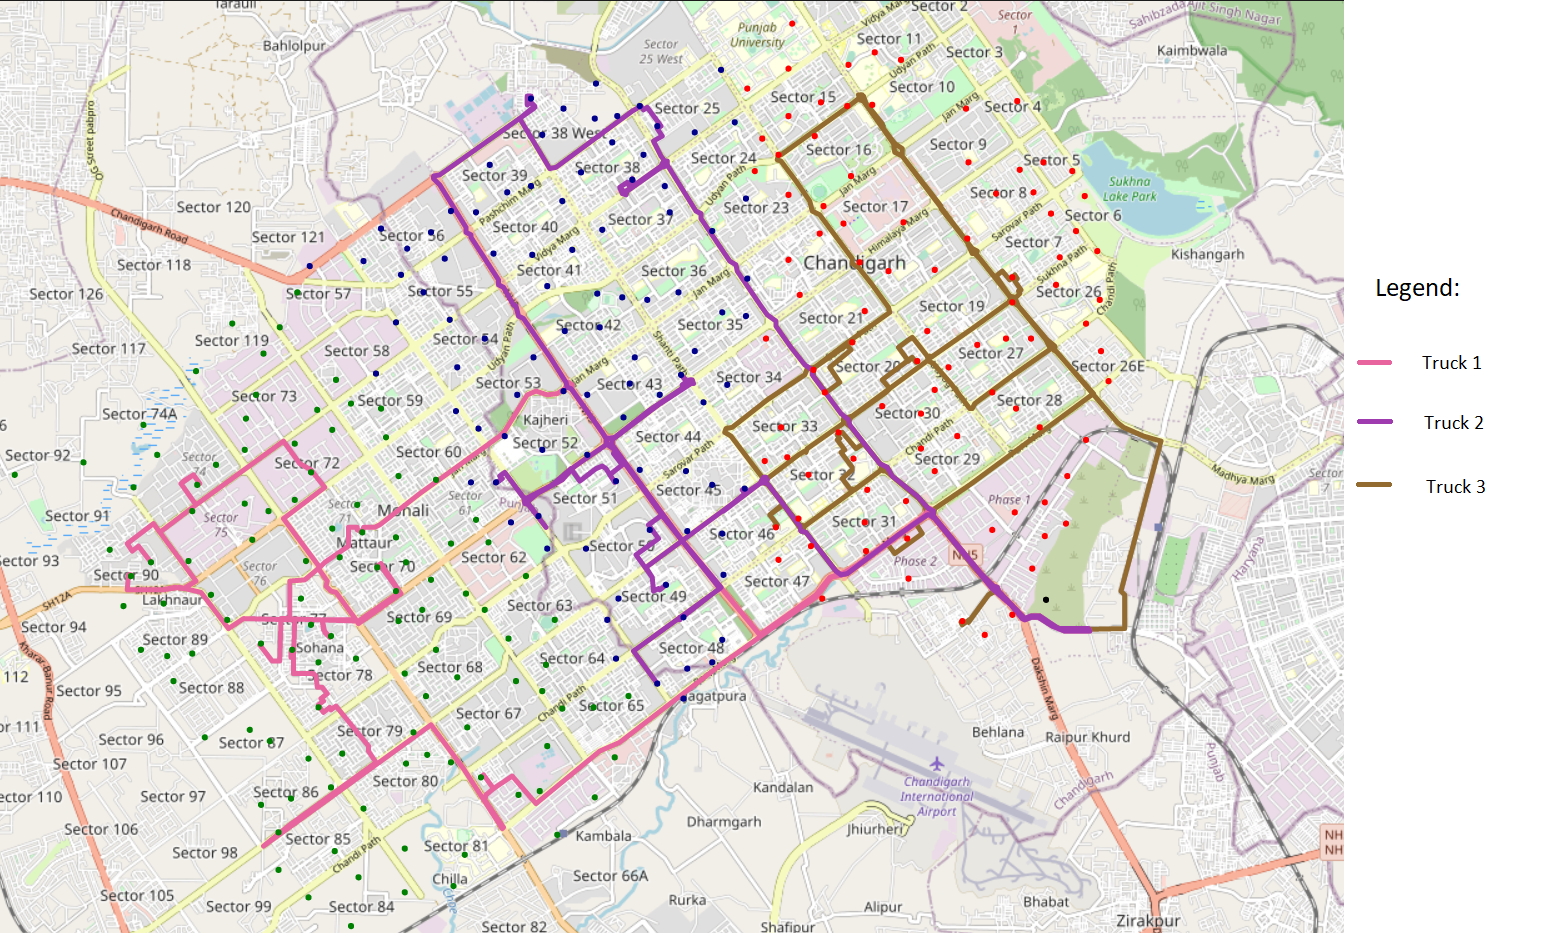 Tarauli
Sector 2
Sahibzada Ajit Singh Nagar
Vidya Marg
Sector
1
Punjab
University
Sector 11
Bahlolpur
Sector
25 West
Sector 3
Kaimbwala
Udyan Path
Sector 10
Sector 15
Sector 25
Jan Marg
Sector 4
Sector 38 West
Sector 16
Sector 9
Sector 24
Sector 5
Sector 38
Sector 39
Jan Marg
Udyan Path
Sukhna
Lake Park
Pashchim Marg
Sector 8
Sector 120
Sector 23
Sector 17
Sector 37
Sector 6
Chandigarh Road
Sector 40
Himalaya Marg
Sarovar Path
Sector 121
Sector 56
Vidya Marg
Sector 7
Kishangarh
Sector 118
Sector 41
Sector 36
Chandigarh
Sukhna Path
Chandi Path
Legend:
Sector 126
Sector 57
Sector 55
Jan Marg
Sector 26
Sector 19
Sector 21
Sector 42
Sector 35
Sector 119
Sector 54
Udyan Path
Shanti Path
Sector 117
Sector 58
Sector 27
Truck 1
Sector 20
Sector 26E
Jan Marg
Sector 34
Sector 53
Sector 43
Sector 73
Sector 59
Sector 28
Sector 74A
Sector 30
Kajheri
Truck 2
Sector 33
Sector 44
Sector 52
Chandi Path
Sector 60
Sector 92
Sector
74
Sector 72
Sarovar Path
Sector 29
Jan Marg
Sector 32
Madhya Marg
Truck 3
Sector 45
Sector 51
Sector
61
Phase 1
Sector
71
Mohali
Sector 91
Sector
75
Sector 31
Sector 46
Mattaur
Sector 50
NH5
Haryana
Sector 93
Sector 62
Phase 2
Sector 70
Sector 90
Sector
76
Sector 47
SH12A
Lakhnaur
Sector 49
Sector 63
Sector 69
Sector 77
Sector 94
Sector 89
Sohana
Sector 48
Sector 64
Kharar Banur Road
112
Sector 78
Sector 68
Dakshin Marg
Sector 95
Sector 88
Jagatpura
Chandi Path
Sector 65
Sector 67
Sector 79
Behlana
Raipur Khurd
Sector 96
Sector 87
Sector 107
Punjab
Sector 80
Chandigarh
International
Airport
Chandigarh
Kandalan
Sector 86
Sector 97
Sector 110
Dharmgarh
Jhiurheri
Sector 106
Kambala
Sector 85
NH
NH
Sector 81
Sector 98
Chandi Path
Sector 66A
Chilla
Sector 105
Rurka
Bhabat
Sector 99
Sector 84
Alipur
Zirakpur
Sector 82
Shafipur